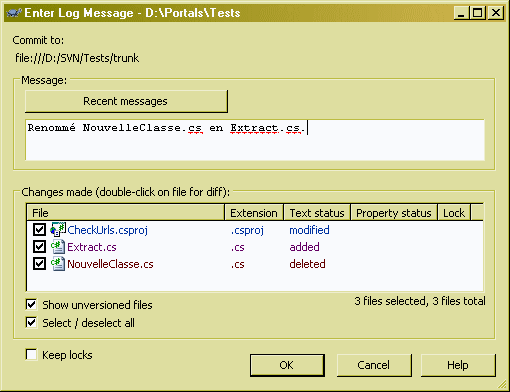 Enter Log Message - D:\Portals\Tests
Commit to:
file:///D:/SVN/Tests/trunk
Message:
Recent messages
Renommé NouvelleClasse.cs en Extract.cs.
Changes made (double-click on file for diff):
File Extension Text status Property status Lock
CheckUrls.csproj .csproj modified
Extract.cs .cs added
NouvelleClasse.cs .cs deleted
Show unversioned files 3 files selected, 3 files total
Select / deselect all
Keep locks
OK Cancel Help